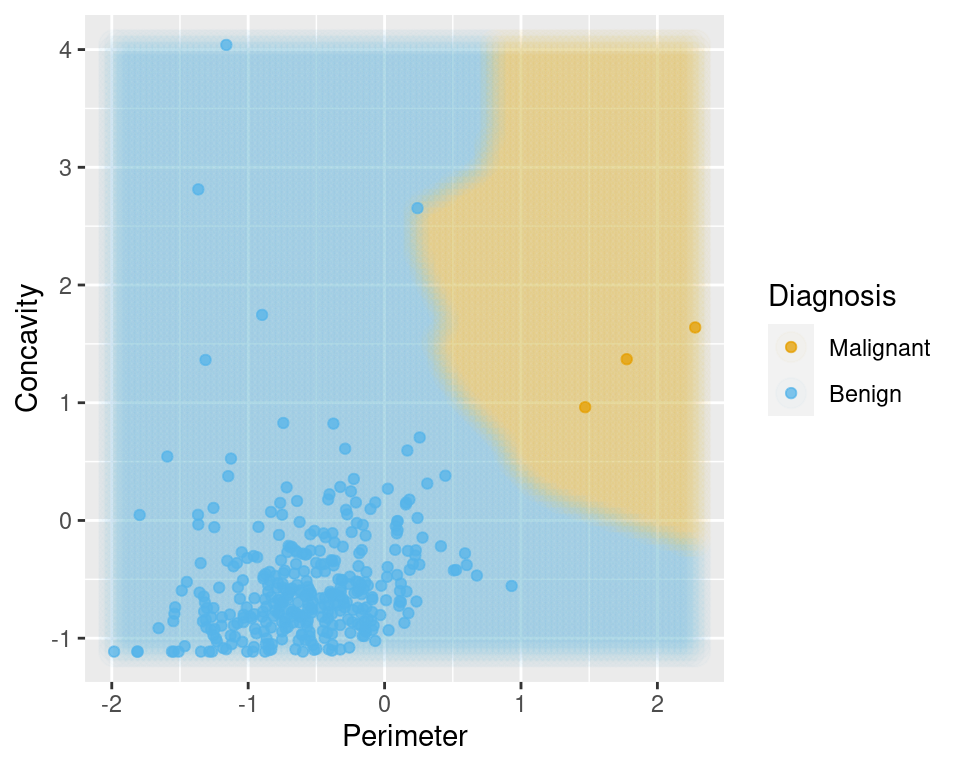 4
3
2
1
0
-1
-2 -1 0 1 2
Perimeter
Concavity
Diagnosis
Malignant
Benign